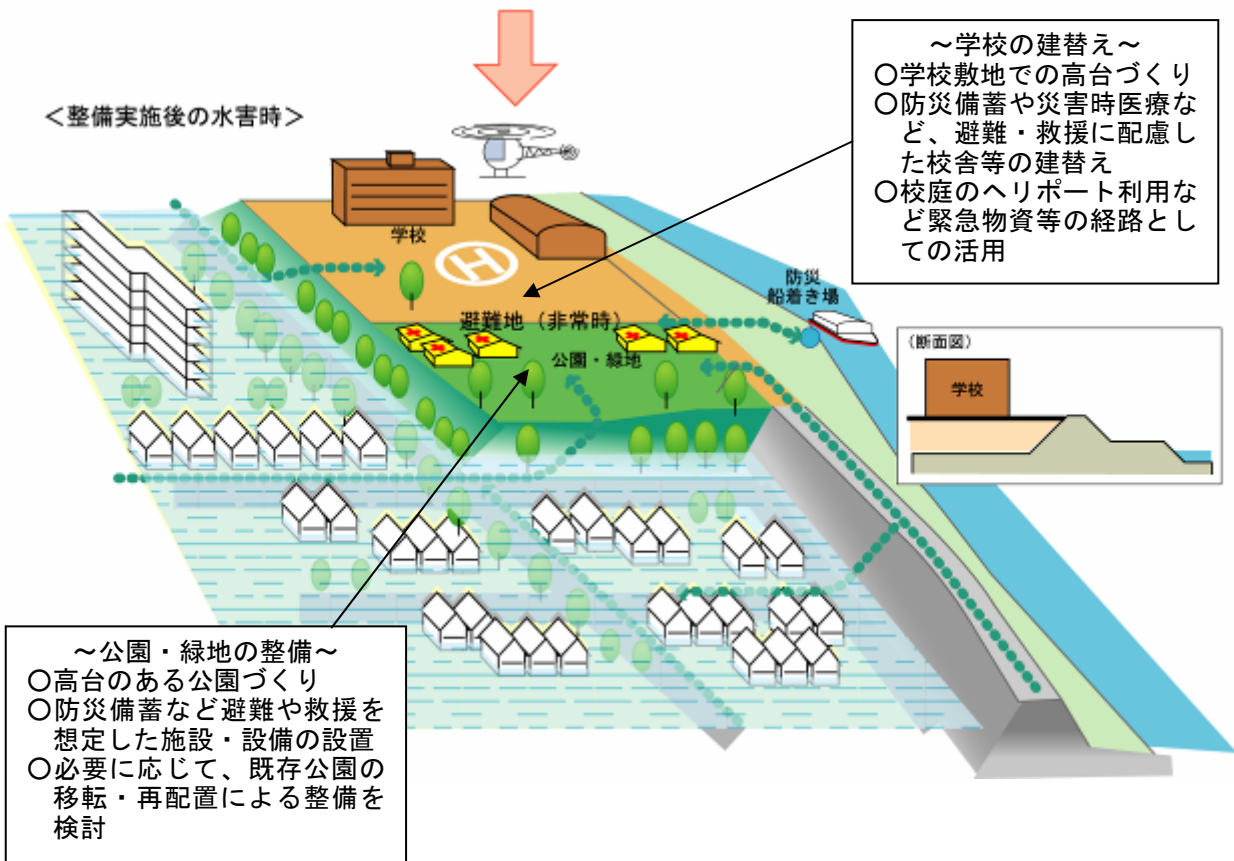 ～学校の建替え～
○学校敷地での高台づくり
○防災備蓄や災害時医療な
ど、避難・救援に配慮し
た校舎等の建替え
○校庭のヘリポート利用な
ど緊急物資等の経路とし
ての活用
＜整備実施後の水害時＞
学校
H
防災
船着き場
避難地（非常時）
公園・緑地
（断面図）
学校
～公園・緑地の整備～
○高台のある公園づくり
○防災備蓄など避難や救援を
想定した施設・設備の設置
○必要に応じて、既存公園の
移転・再配置による整備を
検討